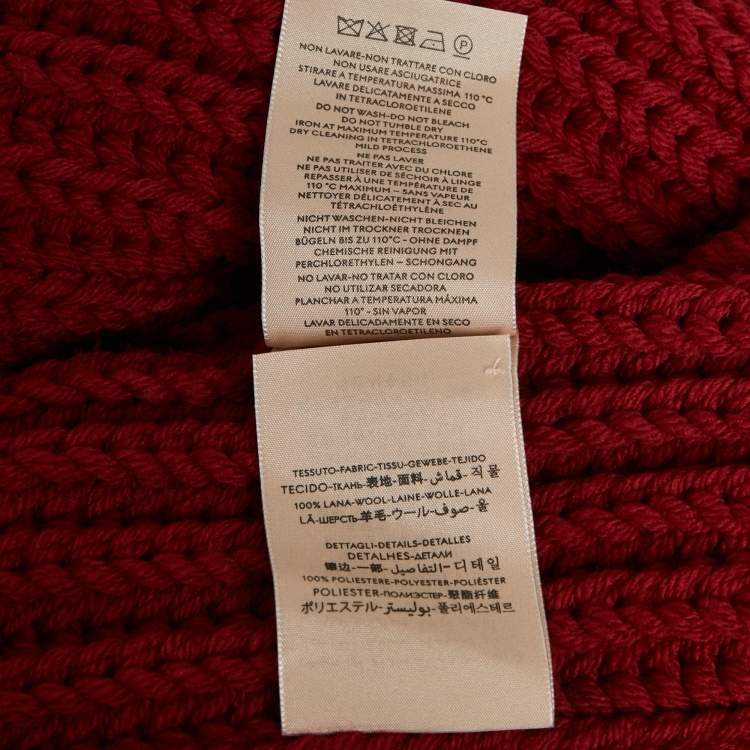 P
NON LAVARE-NON TRATTARE CON CLORO
NON USARE ASCIUGATRICE
STIRARE A TEMPERATURA MASSIMA 110 °C
LAVARE DELICATAMENTE A SECCO
IN TETRACLOROETILENE
DO NOT WASH-DO NOT BLEACH
DO NOT TUMBLE DRY
IRON AT MAXIMUM TEMPERATURE 110°C
DRY CLEANING IN TETRACHLOROETHENE
MILD PROCESS
NE PAS LAVER
NE PAS TRAITER AVEC DU CHLORE
NE PAS UTILISER DE SÉCHOIR À LINGE
REPASSER À UNE TEMPÉRATURE DE
110 °C MAXIMUM – SANS VAPEUR
NETTOYER DÉLICATEMENT À SEC AU
TÉTRACHLOÉTHYLÈNE
NICHT WASCHEN-NICHT BLEICHEN
NICHT IM TROCKNER TROCKNEN
BÜGELN BIS ZU 110°C - OHNE DAMPF
CHEMISCHE REINIGUNG MIT
PERCHLORETHYLEN – SCHONGANG
NO LAVAR-NO TRATAR CON CLORO
NO UTILIZAR SECADORA
PLANCHAR A TEMPERATURA MÁXIMA
110° - SIN VAPOR
LAVAR DELICADAMENTE EN SECO
EN TETRACLOROETILENO
TESSUTO-FABRIC-TISSU-GEWEBE-TEJIDO
TECIDO-ТКАНЬ-表地-面料-قماش-직물
100% LANA-WOOL-LAINE-WOLLE-LANA
LÃ-ШЕРСТЬ-羊毛-ウール-صوف-울
DETTAGLI-DETAILS-DETALLES
DETALHES-ДЕТАЛИ
镶边-一部-التفاصيل-디테일
100% POLIESTERE-POLYESTER-POLIÉSTER
POLIESTER-ПОЛИЭСТЕР-聚酯纤维
ポリエステル-بوليستر-폴리에스테르